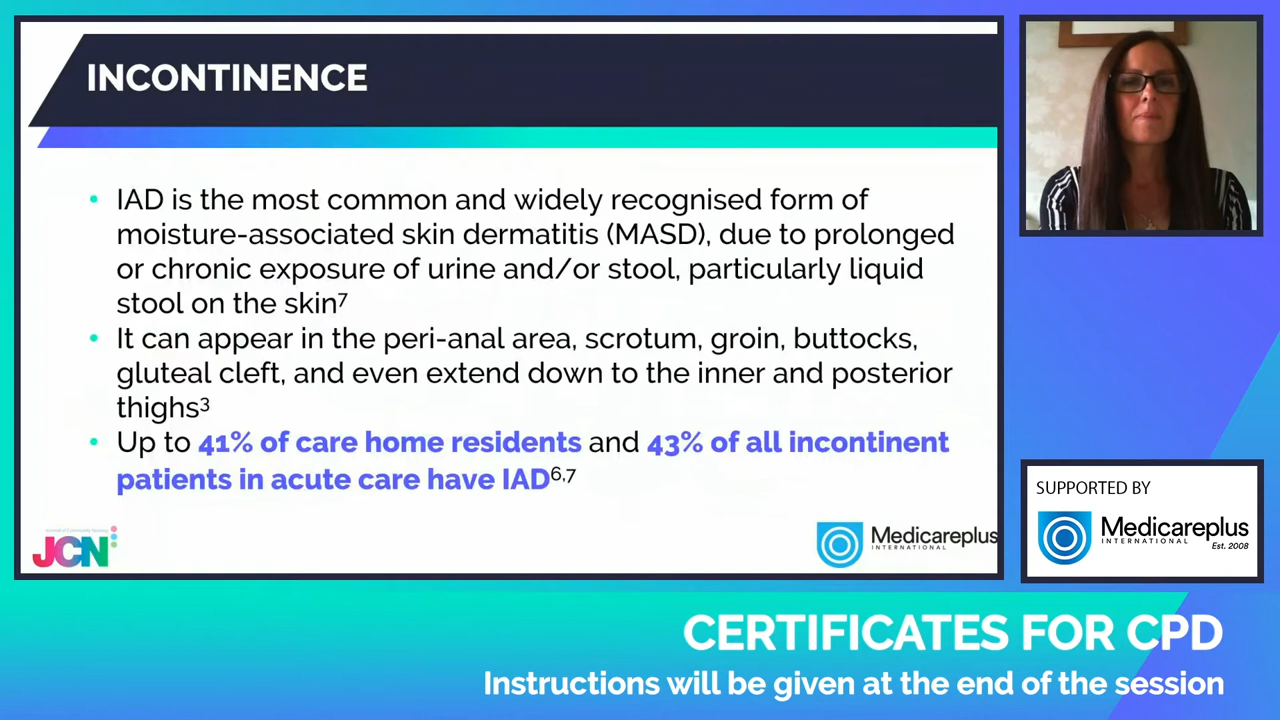 INCONTINENCE
• IAD is the most common and widely recognised form of
moisture-associated skin dermatitis (MASD), due to prolonged
or chronic exposure of urine and/or stool, particularly liquid
stool on the skin⁷
• It can appear in the peri-anal area, scrotum, groin, buttocks,
gluteal cleft, and even extend down to the inner and posterior
thighs³
• Up to 41% of care home residents and 43% of all incontinent
patients in acute care have IAD⁶,⁷
JCN
Medicareplus
INTERNATIONAL
SUPPORTED BY
Medicareplus
INTERNATIONAL
Est. 2008
CERTIFICATES FOR CPD
Instructions will be given at the end of the session